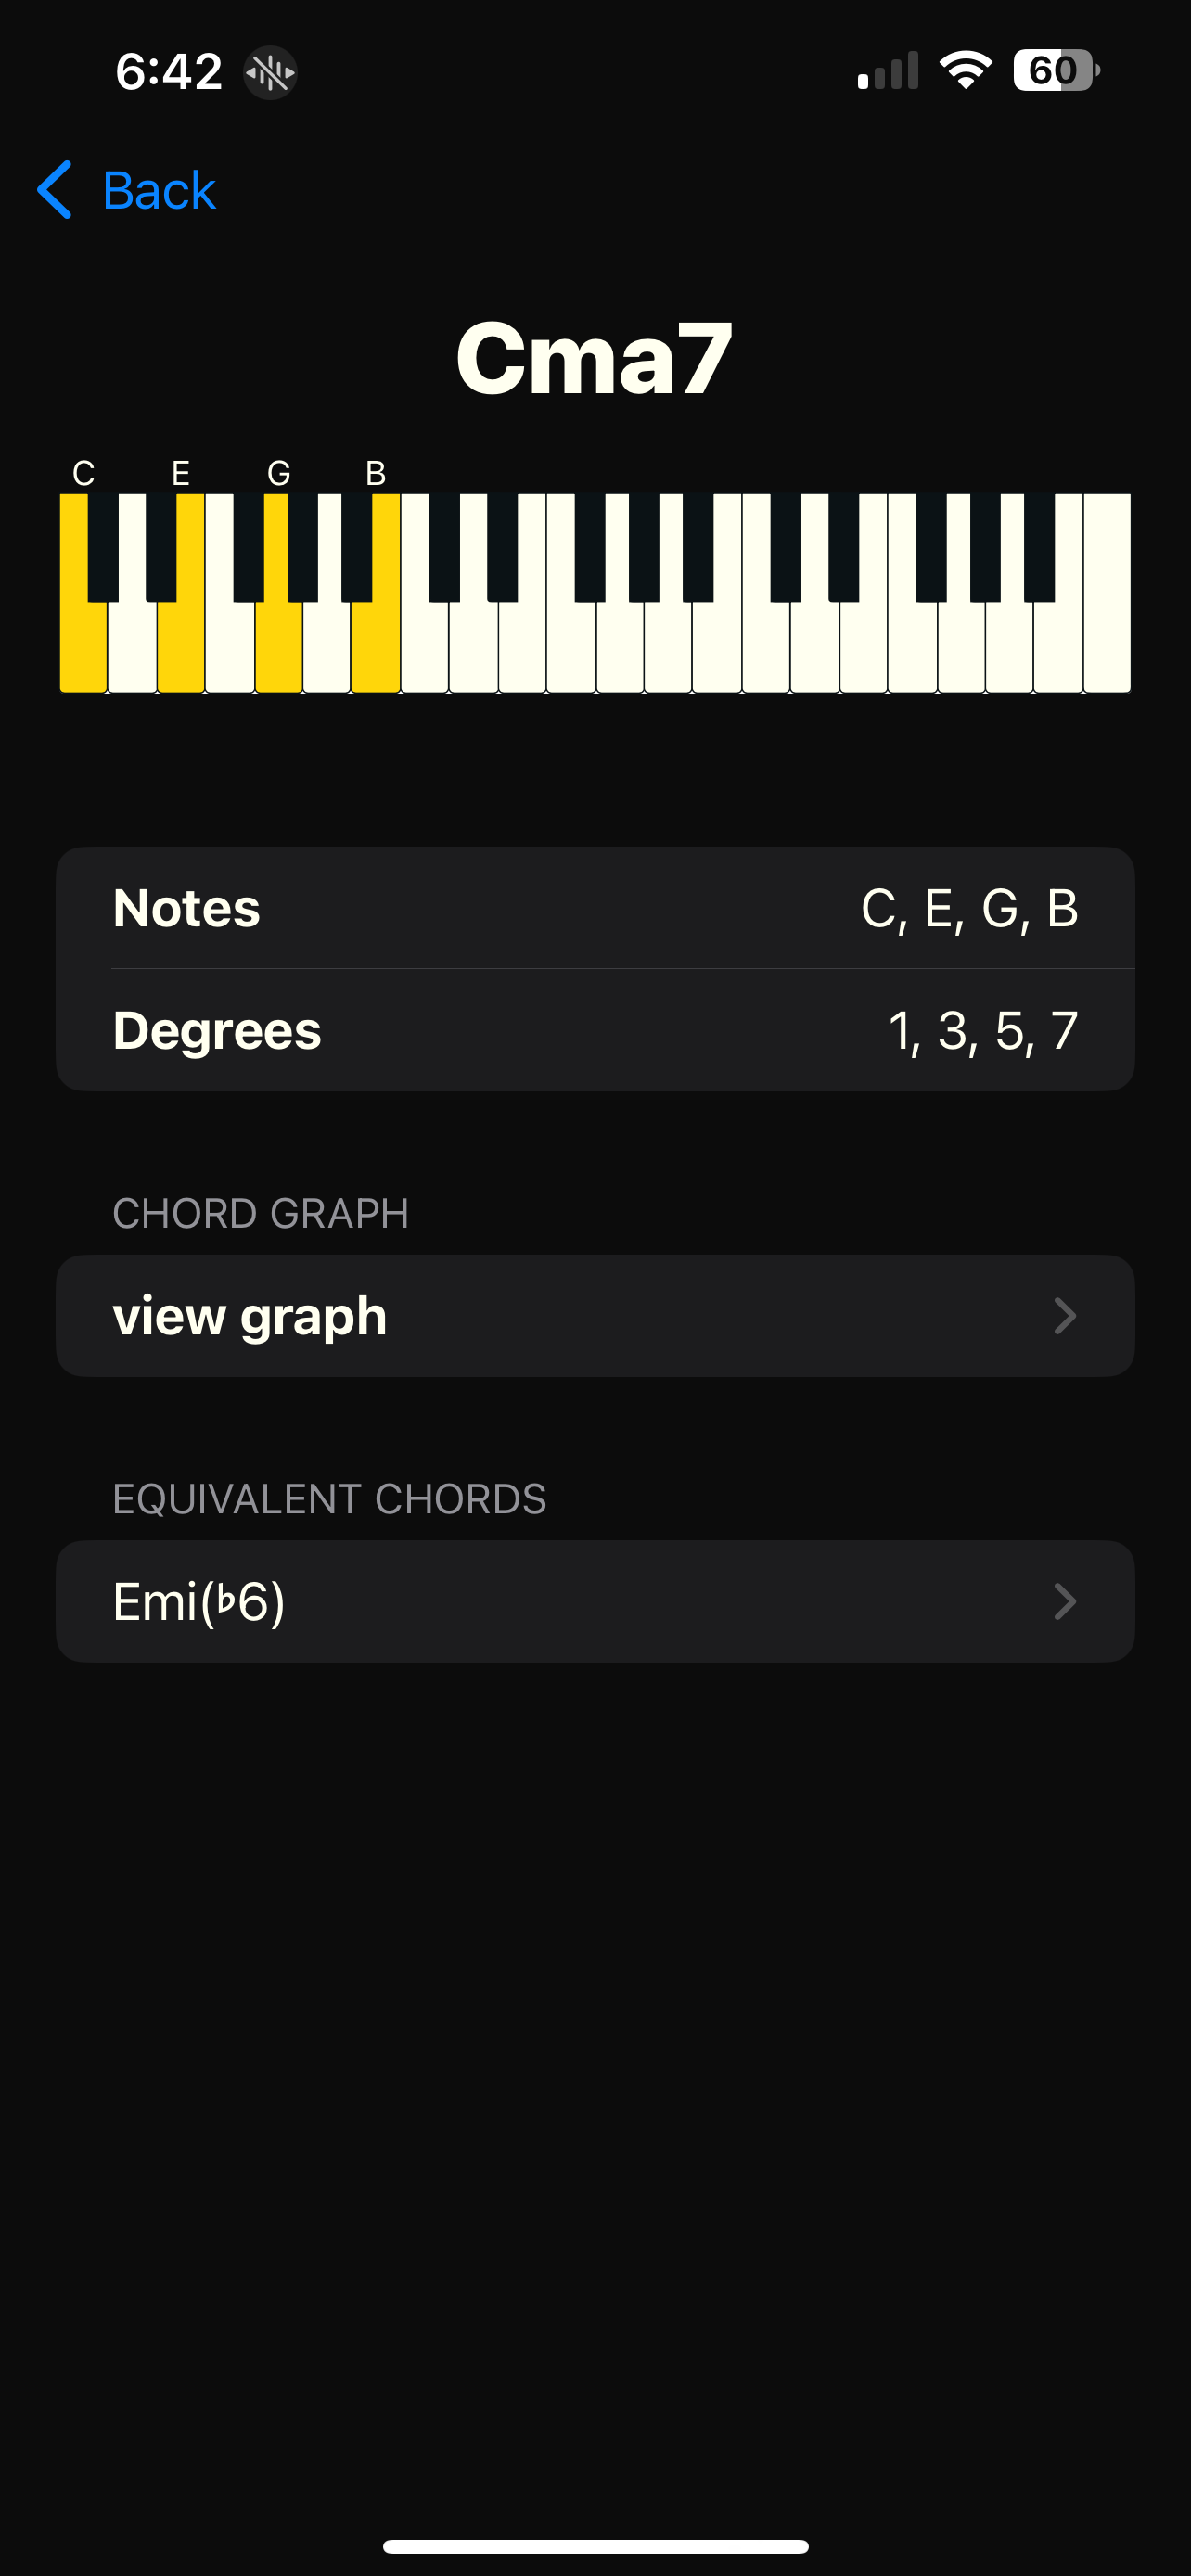 6:42 60
Back
Cma7
C E G B
Notes C, E, G, B
Degrees 1, 3, 5, 7
CHORD GRAPH
view graph
EQUIVALENT CHORDS
Emi(♭6)